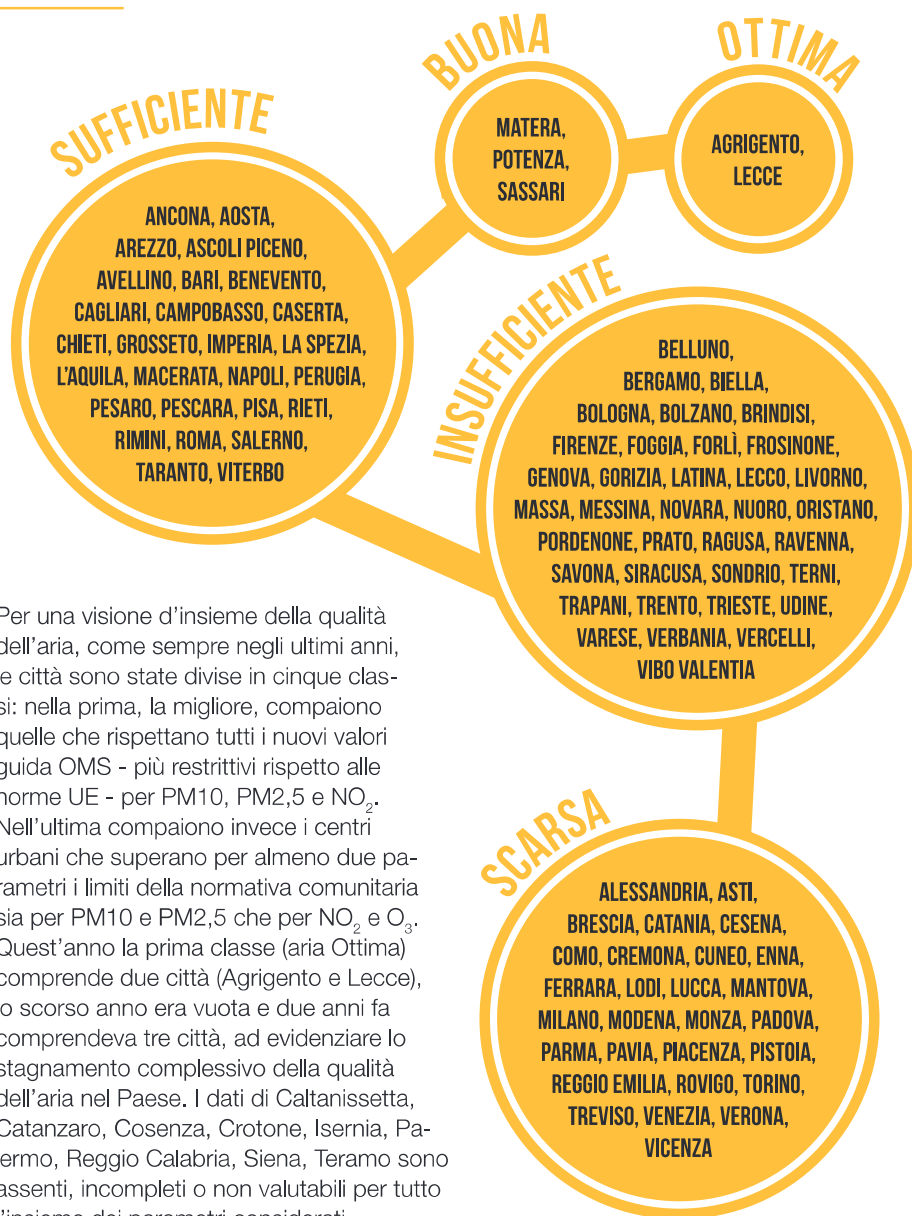 SUFFICIENTE
ANCONA, AOSTA,
AREZZO, ASCOLI PICENO,
AVELLINO, BARI, BENEVENTO,
CAGLIARI, CAMPOBASSO, CASERTA,
CHIETI, GROSSETO, IMPERIA, LA SPEZIA,
L'AQUILA, MACERATA, NAPOLI, PERUGIA,
PESARO, PESCARA, PISA, RIETI,
RIMINI, ROMA, SALERNO,
TARANTO, VITERBO
BUONA
MATERA,
POTENZA,
SASSARI
OTTIMA
AGRIGENTO,
LECCE
INSUFFICIENTE
BELLUNO,
BERGAMO, BIELLA,
BOLOGNA, BOLZANO, BRINDISI,
FIRENZE, FOGGIA, FORLÌ, FROSINONE,
GENOVA, GORIZIA, LATINA, LECCO, LIVORNO,
MASSA, MESSINA, NOVARA, NUORO, ORISTANO,
PORDENONE, PRATO, RAGUSA, RAVENNA,
SAVONA, SIRACUSA, SONDRIO, TERNI,
TRAPANI, TRENTO, TRIESTE, UDINE,
VARESE, VERBANIA, VERCELLI,
VIBO VALENTIA
SCARSA
ALESSANDRIA, ASTI,
BRESCIA, CATANIA, CESENA,
COMO, CREMONA, CUNEO, ENNA,
FERRARA, LODI, LUCCA, MANTOVA,
MILANO, MODENA, MONZA, PADOVA,
PARMA, PAVIA, PIACENZA, PISTOIA,
REGGIO EMILIA, ROVIGO, TORINO,
TREVISO, VENEZIA, VERONA,
VICENZA
Per una visione d'insieme della qualità
dell'aria, come sempre negli ultimi anni,
le città sono state divise in cinque clas-
si: nella prima, la migliore, compaiono
quelle che rispettano tutti i nuovi valori
guida OMS - più restrittivi rispetto alle
norme UE - per PM10, PM2,5 e NO₂.
Nell'ultima compaiono invece i centri
urbani che superano per almeno due pa-
rametri i limiti della normativa comunitaria
sia per PM10 e PM2,5 che per NO₂ e O₃.
Quest'anno la prima classe (aria Ottima)
comprende due città (Agrigento e Lecce),
lo scorso anno era vuota e due anni fa
comprendeva tre città, ad evidenziare lo
stagnamento complessivo della qualità
dell'aria nel Paese. I dati di Caltanissetta,
Catanzaro, Cosenza, Crotone, Isernia, Pa-
lermo, Reggio Calabria, Siena, Teramo sono
assenti, incompleti o non valutabili per tutto
l'insieme dei parametri considerati